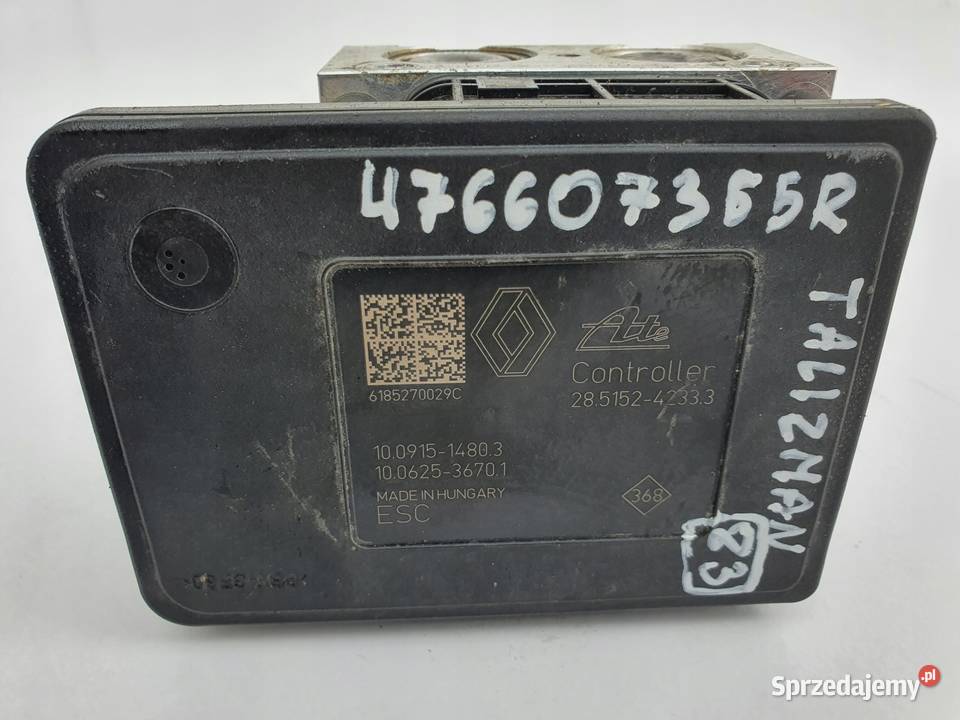 476607355R
TALIZMAN
83
Ate
Controller
28.5152-4233.3
6185270029C
10.0915-1480.3
10.0625-3670.1
MADE IN HUNGARY
ESC
368
Sprzedajemy.pl